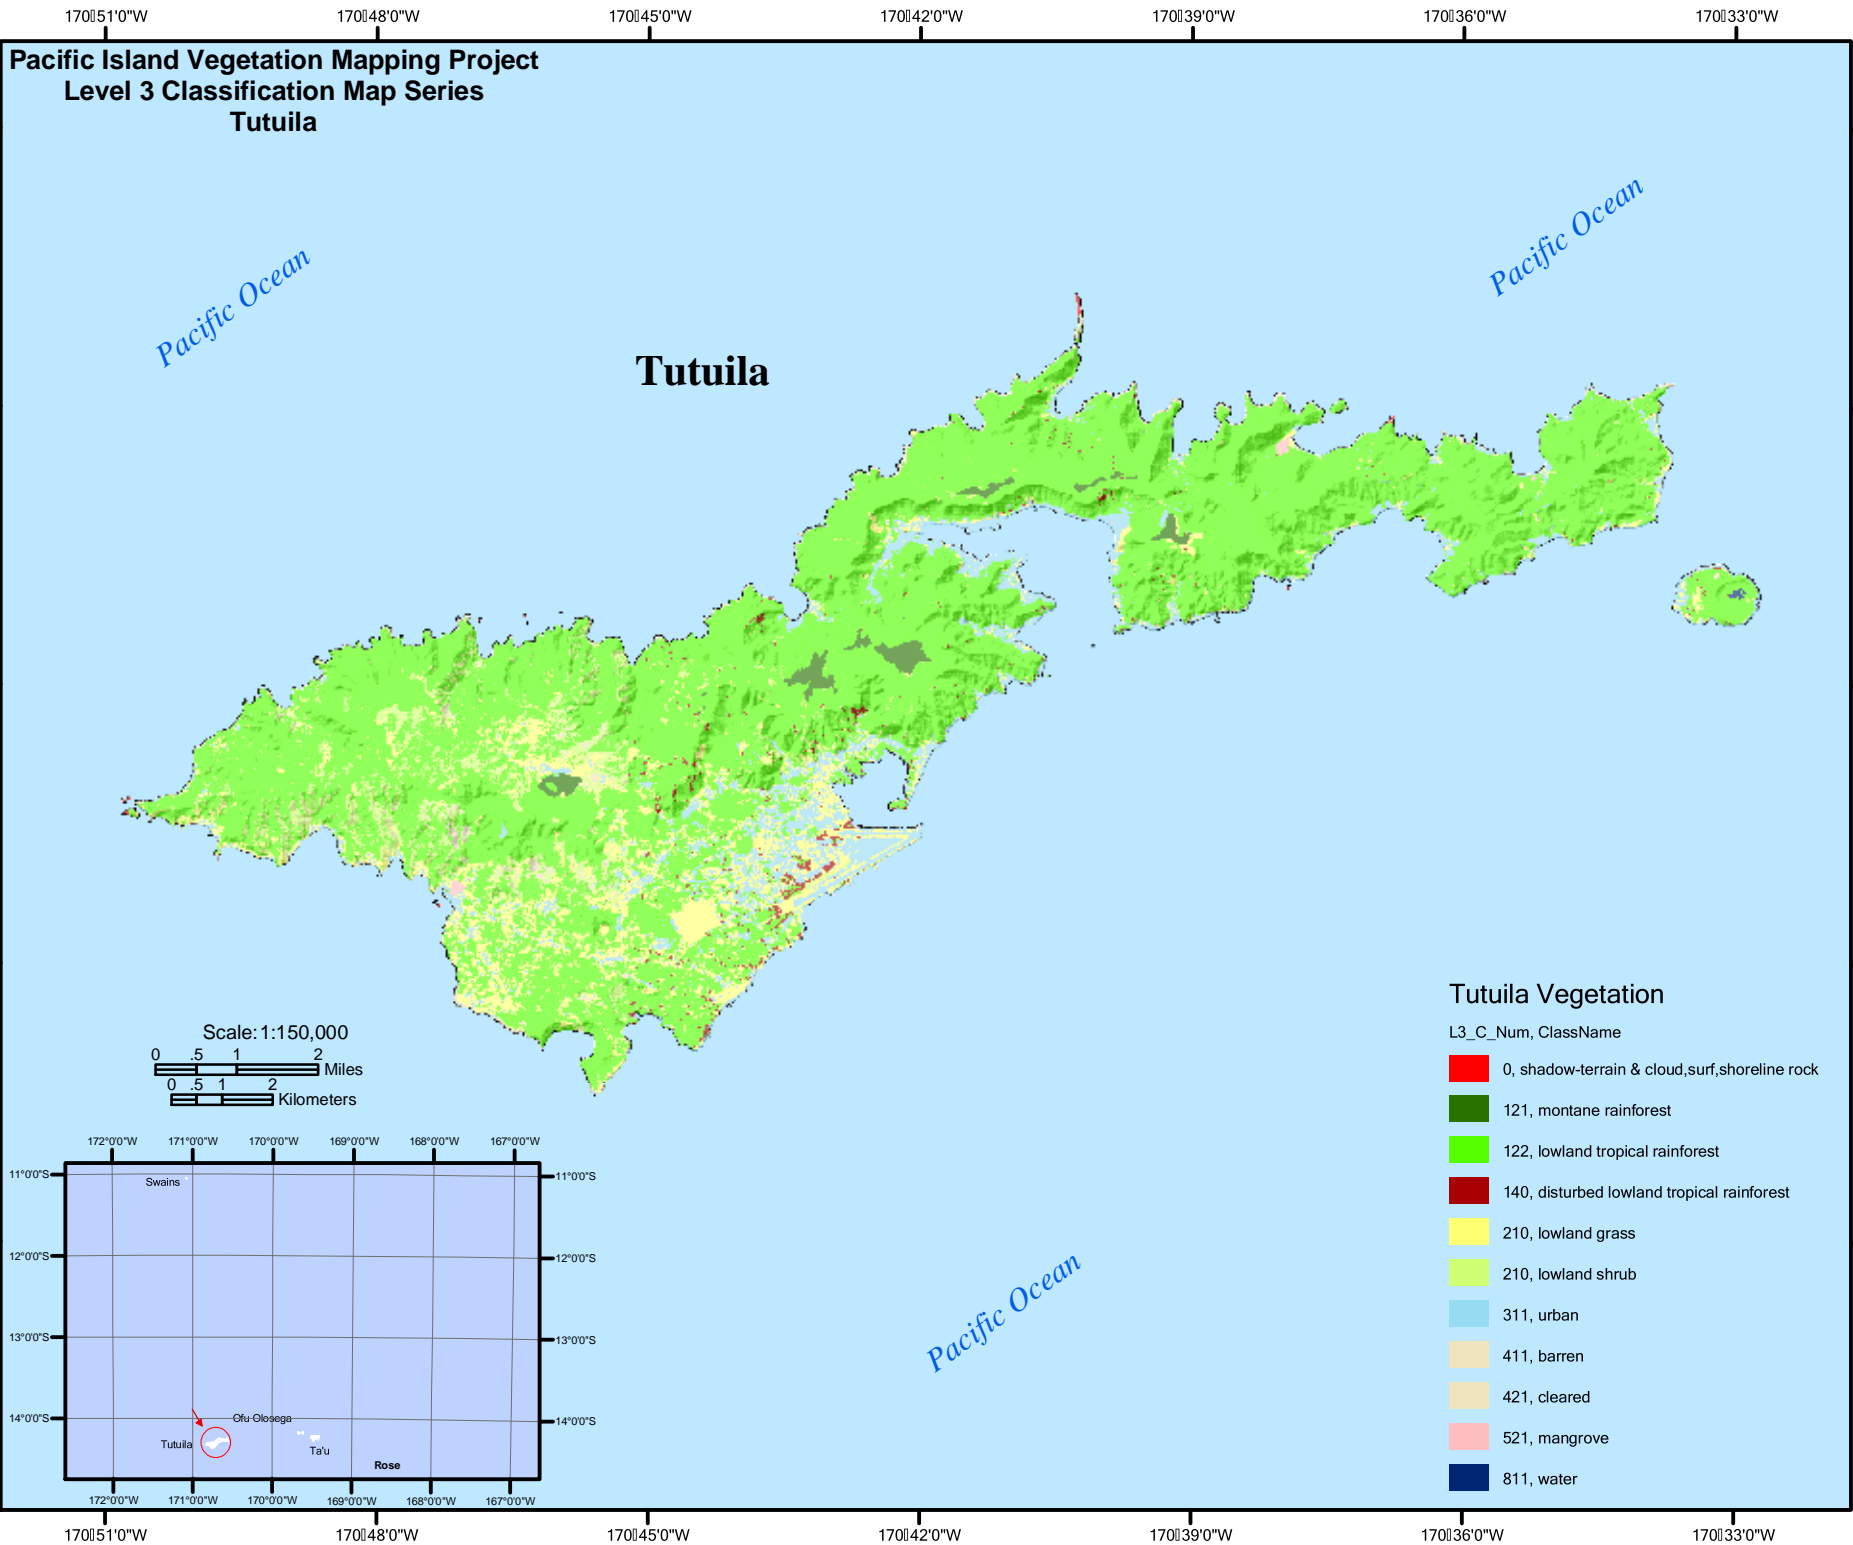 170▯51'0"W 170▯48'0"W 170▯45'0"W 170▯42'0"W 170▯39'0"W 170▯36'0"W 170▯33'0"W
Pacific Island Vegetation Mapping Project
Level 3 Classification Map Series
Tutuila
Pacific Ocean
Pacific Ocean
Tutuila
Scale:1:150,000
0 .5 1 2
Miles
0 .5 1 2
Kilometers
172°0'0"W 171°0'0"W 170°0'0"W 169°0'0"W 168°0'0"W 167°0'0"W
11°0'0"S 11°0'0"S
Swains
12°0'0"S 12°0'0"S
13°0'0"S 13°0'0"S
14°0'0"S 14°0'0"S
Ofu Olosega
Tutuila
Ta'u
Rose
172°0'0"W 171°0'0"W 170°0'0"W 169°0'0"W 168°0'0"W 167°0'0"W
Pacific Ocean
Tutuila Vegetation
L3_C_Num, ClassName
0, shadow-terrain & cloud,surf,shoreline rock
121, montane rainforest
122, lowland tropical rainforest
140, disturbed lowland tropical rainforest
210, lowland grass
210, lowland shrub
311, urban
411, barren
421, cleared
521, mangrove
811, water
170▯51'0"W 170▯48'0"W 170▯45'0"W 170▯42'0"W 170▯39'0"W 170▯36'0"W 170▯33'0"W